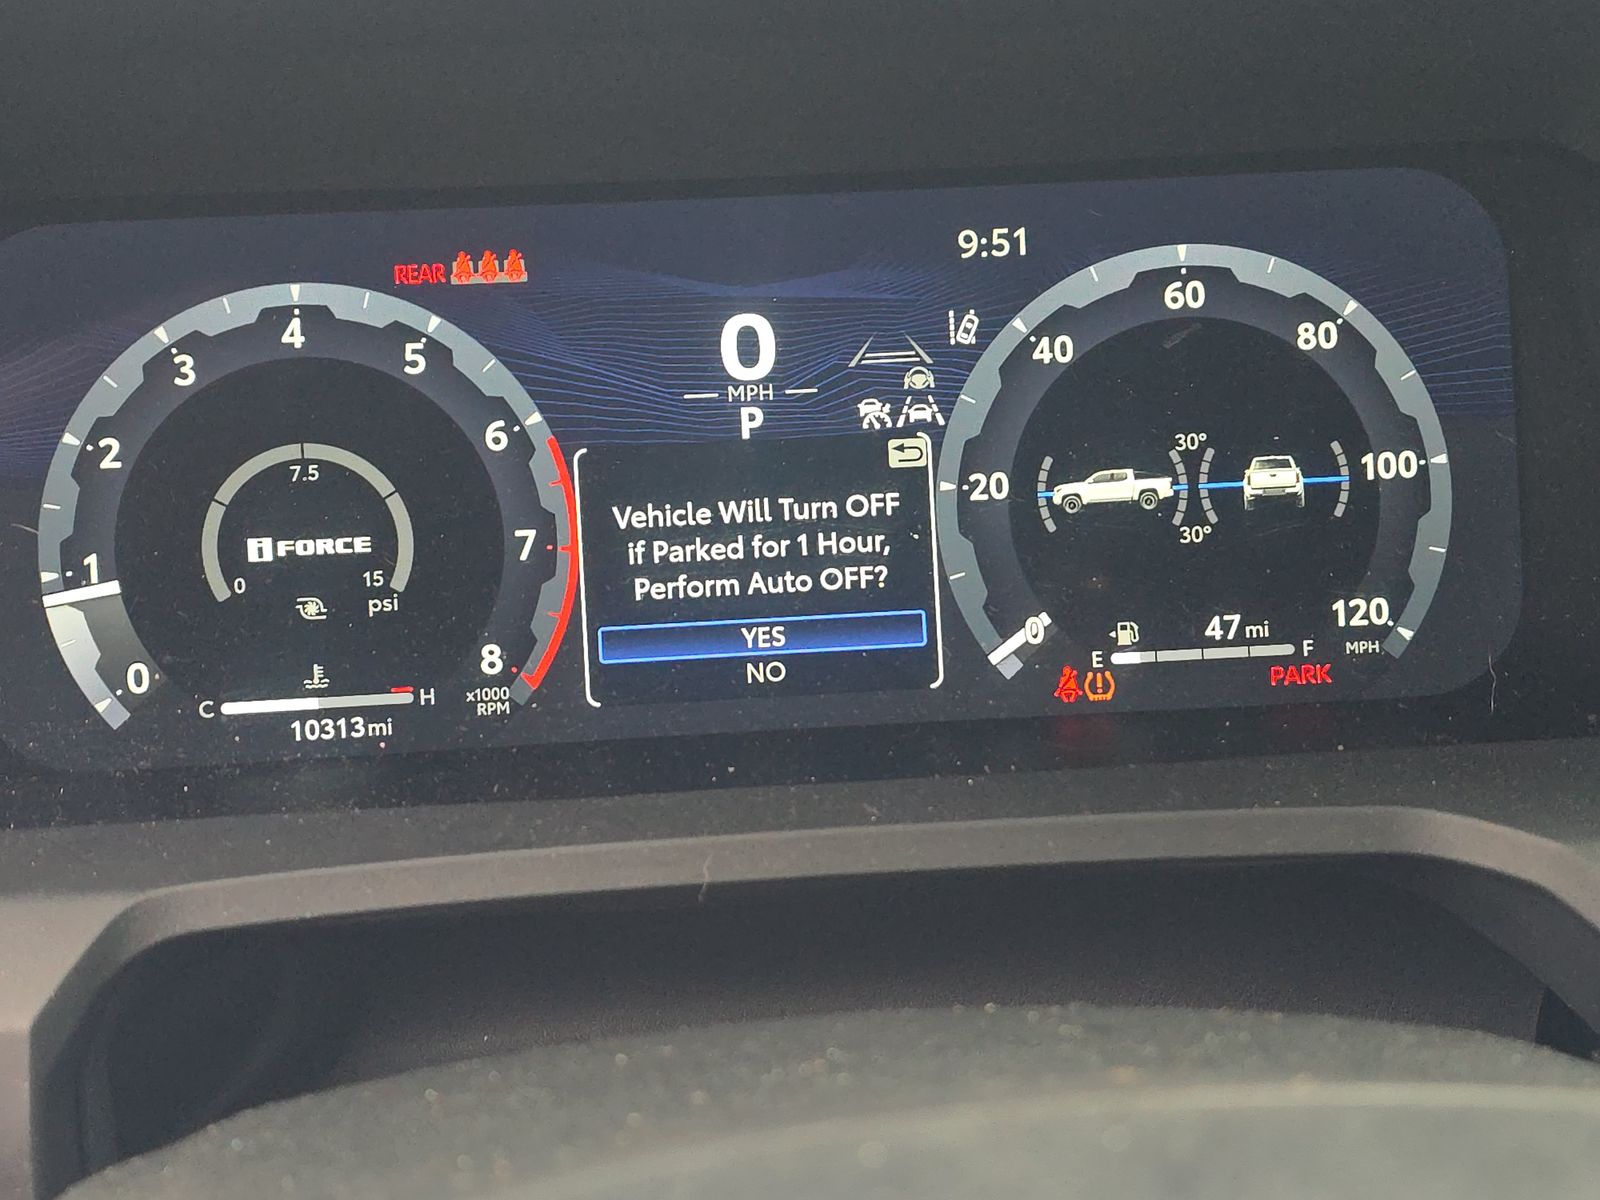 REAR
9:51
0
MPH
P
0
1
2
3
4
5
6
7
8
x1000
RPM
7.5
iFORCE
0
15
psi
C
H
10313mi
Vehicle Will Turn OFF
if Parked for 1 Hour,
Perform Auto OFF?
YES
NO
0
20
40
60
80
100
120
MPH
30°
30°
47mi
E
F
PARK